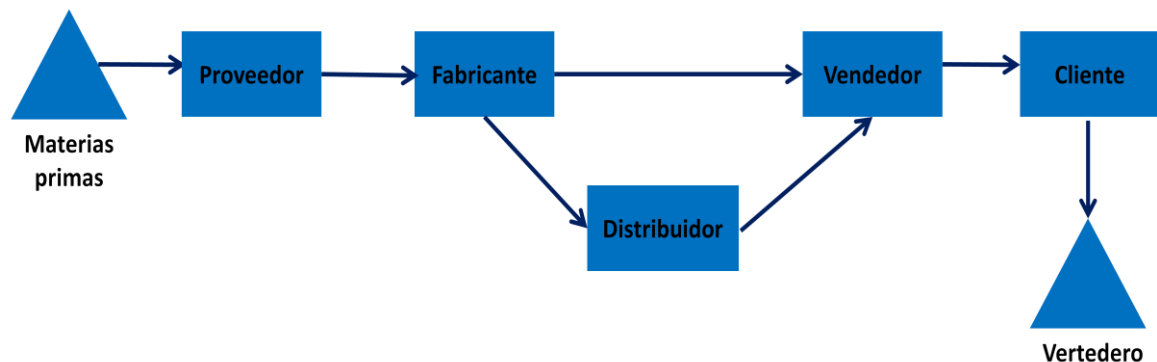 Proveedor
Fabricante
Vendedor
Cliente
Materias
primas
Distribuidor
Vertedero